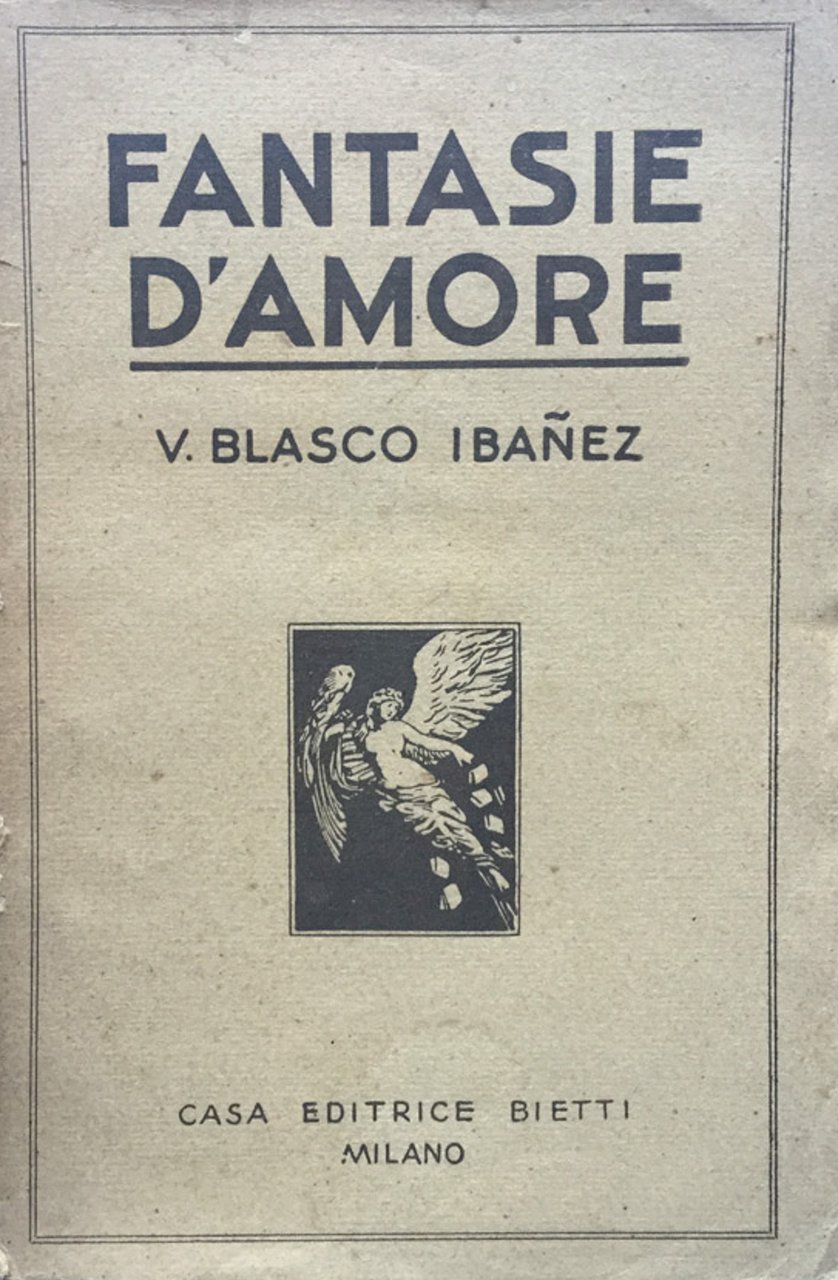 FANTASIE
D'AMORE
V. BLASCO IBAÑEZ
CASA EDITRICE BIETTI
MILANO